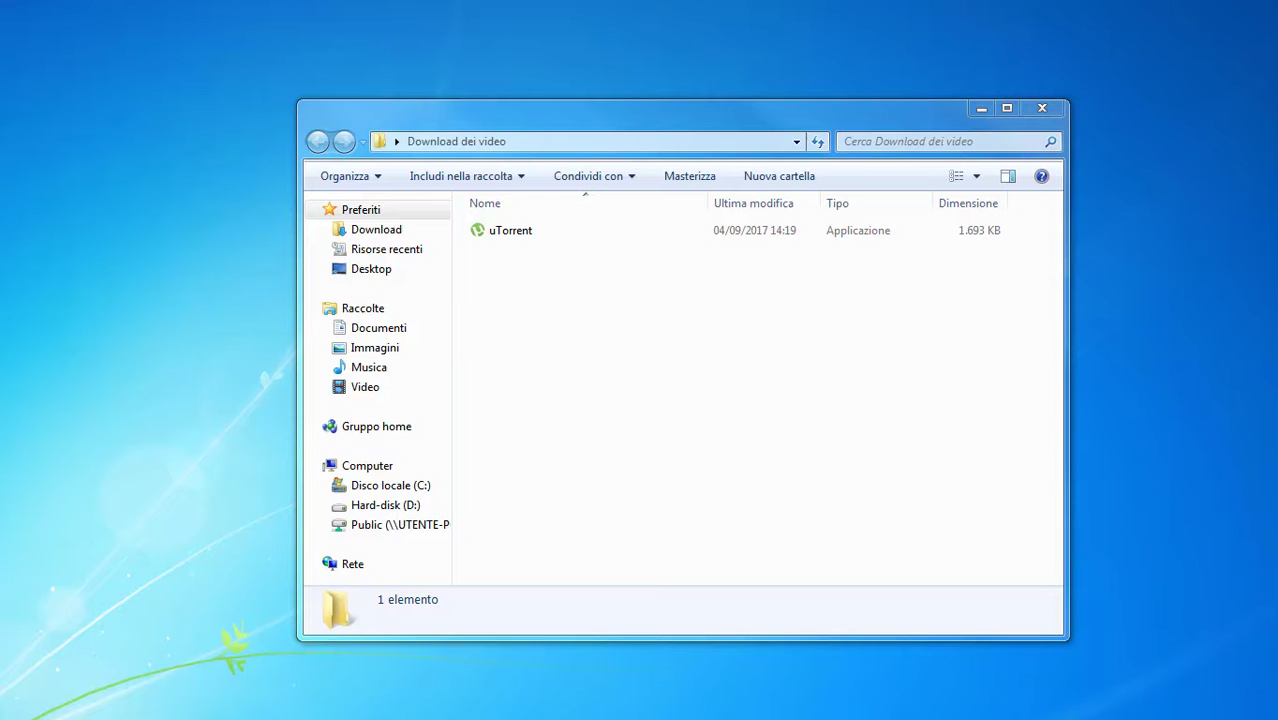 Download dei video
Cerca Download dei video
Organizza Includi nella raccolta Condividi con Masterizza Nuova cartella
Nome Ultima modifica Tipo Dimensione
uTorrent 04/09/2017 14:19 Applicazione 1.693 KB
Preferiti
Download
Risorse recenti
Desktop
Raccolte
Documenti
Immagini
Musica
Video
Gruppo home
Computer
Disco locale (C:)
Hard-disk (D:)
Public (\\UTENTE-P
Rete
1 elemento